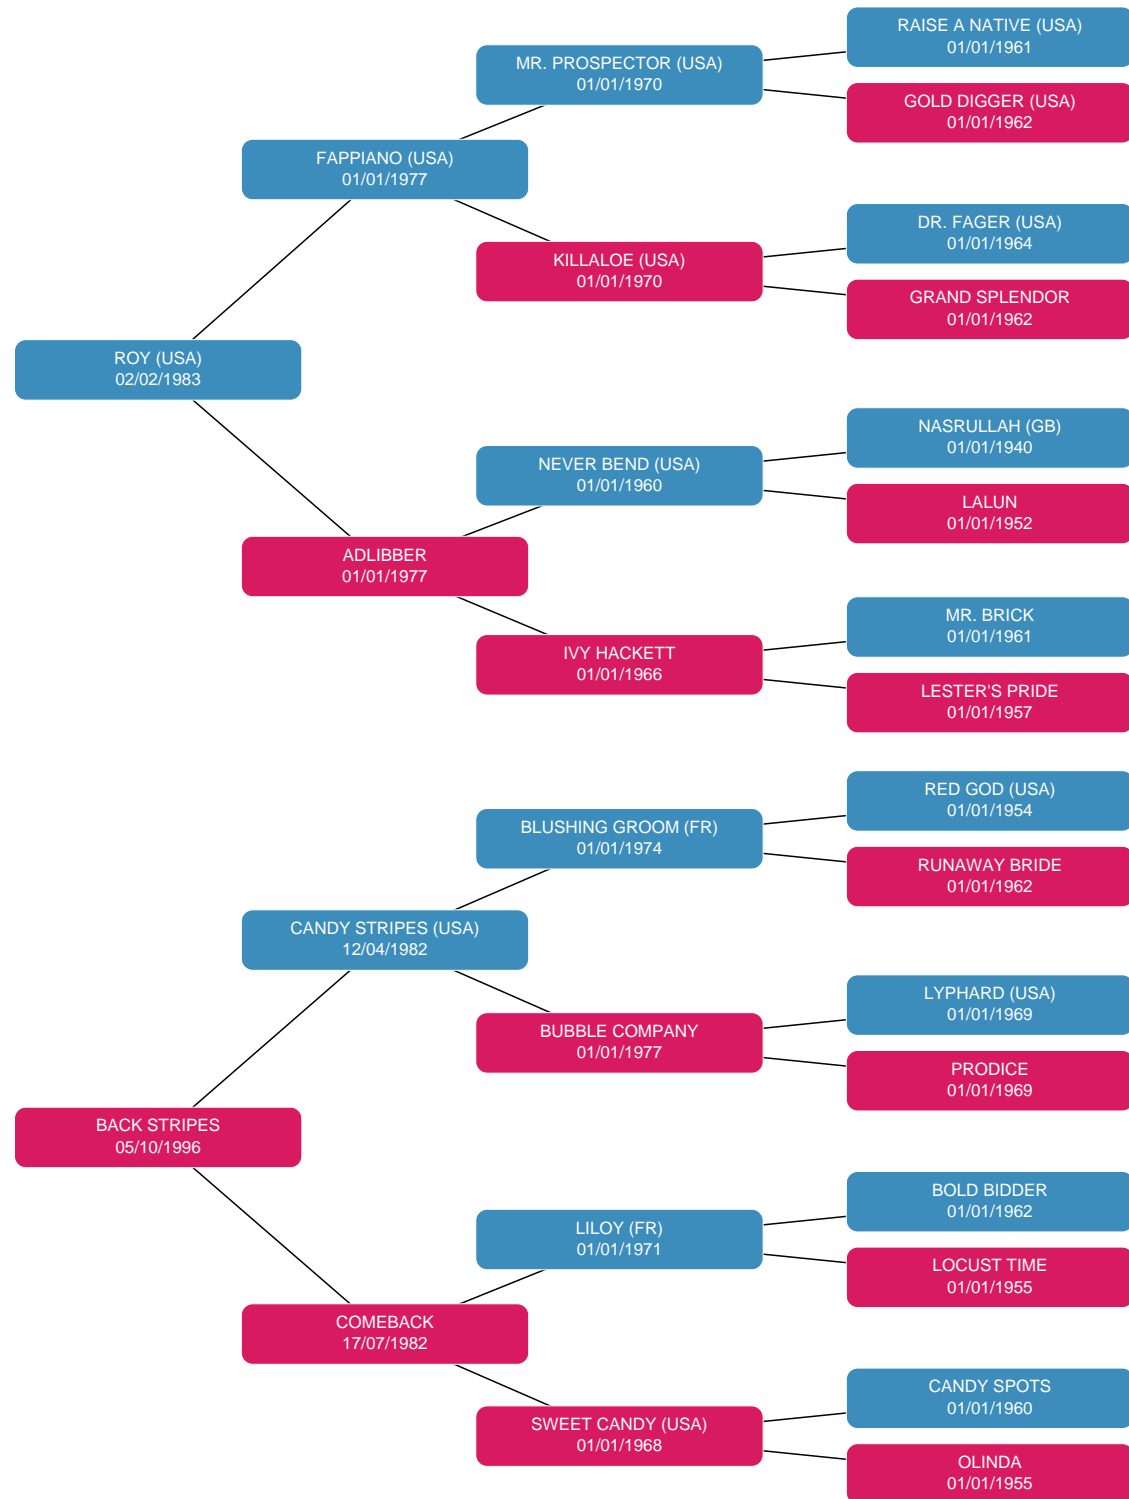 RAISE A NATIVE (USA)
01/01/1961
MR. PROSPECTOR (USA)
01/01/1970
GOLD DIGGER (USA)
01/01/1962
FAPPIANO (USA)
01/01/1977
DR. FAGER (USA)
01/01/1964
KILLALOE (USA)
01/01/1970
GRAND SPLENDOR
01/01/1962
ROY (USA)
02/02/1983
NASRULLAH (GB)
01/01/1940
NEVER BEND (USA)
01/01/1960
LALUN
01/01/1952
ADLIBBER
01/01/1977
MR. BRICK
01/01/1961
IVY HACKETT
01/01/1966
LESTER'S PRIDE
01/01/1957
RED GOD (USA)
01/01/1954
BLUSHING GROOM (FR)
01/01/1974
RUNAWAY BRIDE
01/01/1962
CANDY STRIPES (USA)
12/04/1982
LYPHARD (USA)
01/01/1969
BUBBLE COMPANY
01/01/1977
PRODICE
01/01/1969
BACK STRIPES
05/10/1996
BOLD BIDDER
01/01/1962
LILOY (FR)
01/01/1971
LOCUST TIME
01/01/1955
COMEBACK
17/07/1982
CANDY SPOTS
01/01/1960
SWEET CANDY (USA)
01/01/1968
OLINDA
01/01/1955